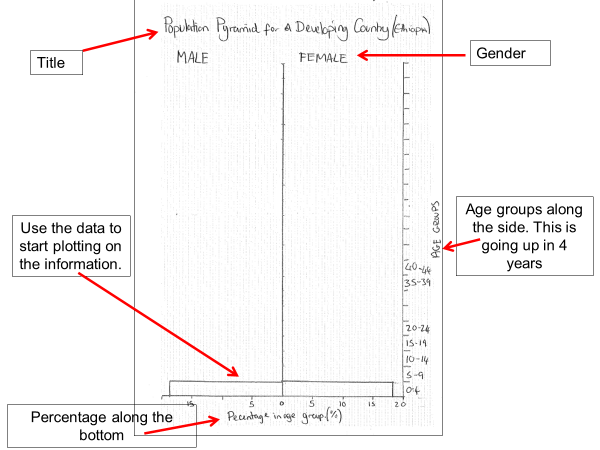 Population Pyramid for a Developing Country (Ethiopia)
Title
MALE
FEMALE
Gender
Use the data to
start plotting on
the information.
Age groups along
the side. This is
going up in 4
years
AGE GROUPS
40-44
35-39
20-24
15-19
10-14
5-9
0-4
15 5 0 5 10 15 20
Percentage in age group (%)
Percentage along the
bottom